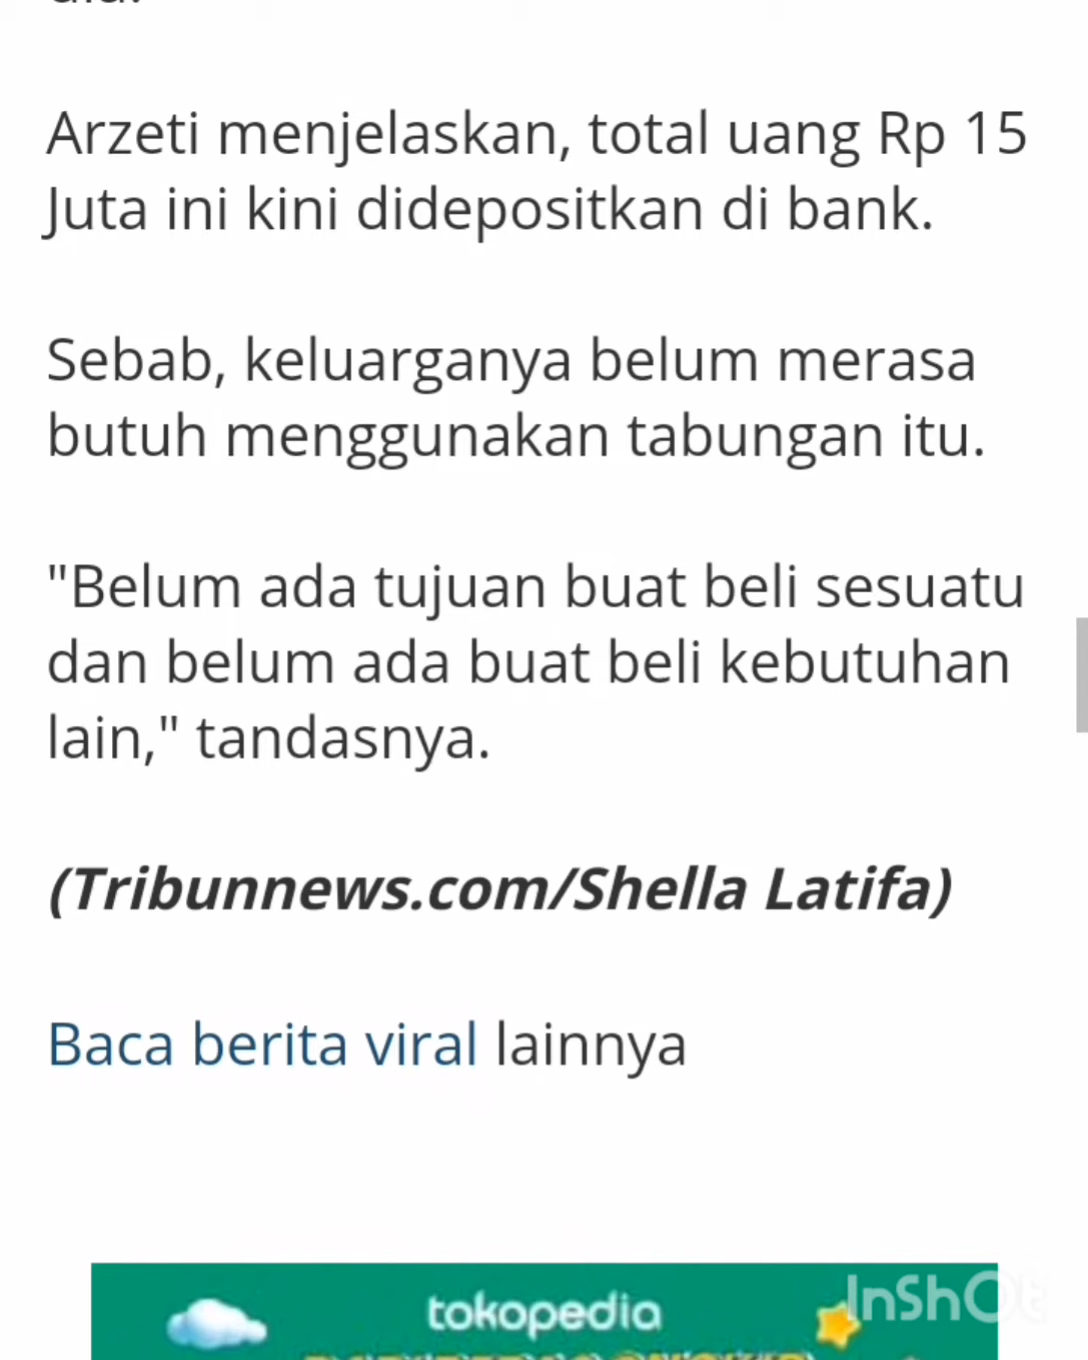 Arzeti menjelaskan, total uang Rp 15
Juta ini kini didepositkan di bank.
Sebab, keluarganya belum merasa
butuh menggunakan tabungan itu.
"Belum ada tujuan buat beli sesuatu
dan belum ada buat beli kebutuhan
lain," tandasnya.
(Tribunnews.com/Shella Latifa)
Baca berita viral lainnya
tokopedia
InShOt